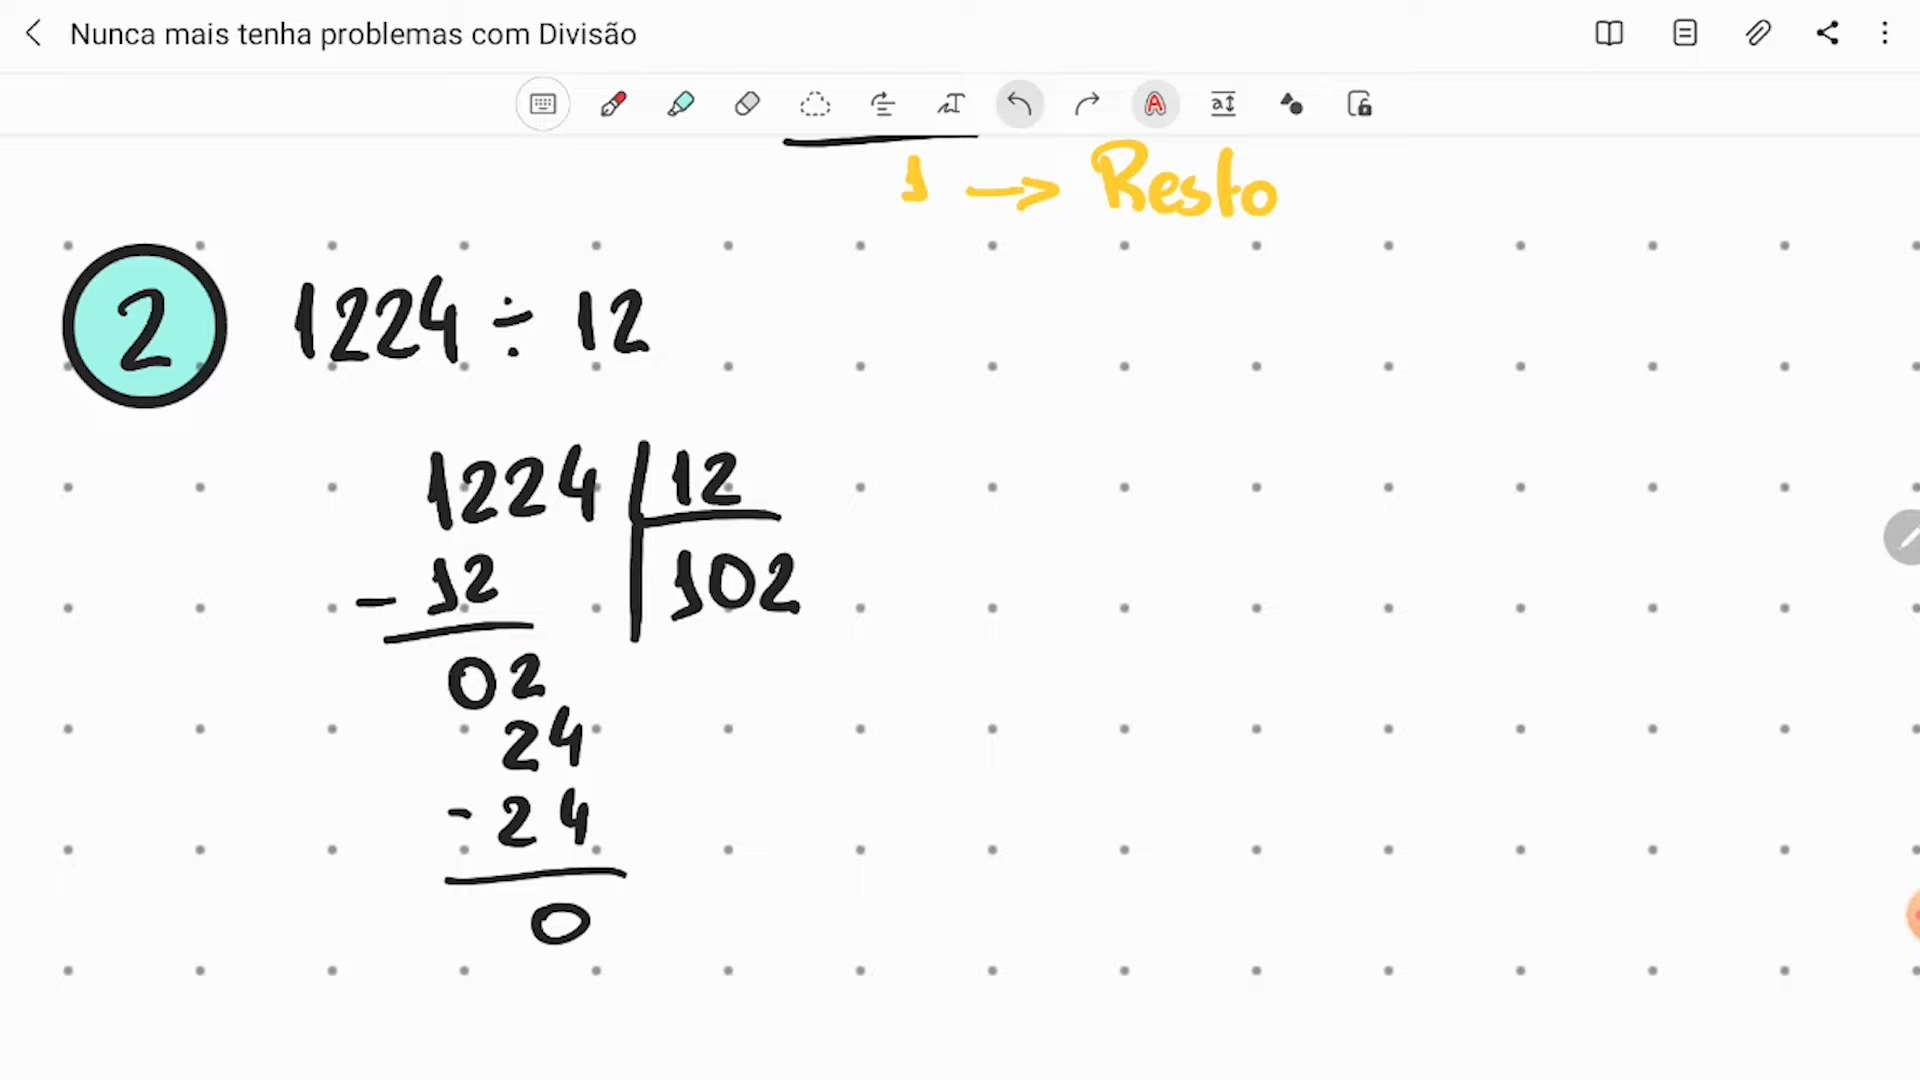 Nunca mais tenha problemas com Divisão
1 → Resto
2 1224 ÷ 12
1224 | 12
- 12 102
02
24
- 24
0